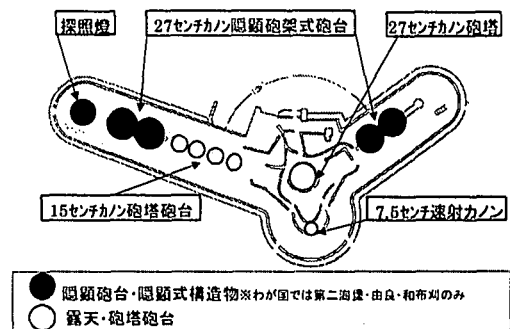 探照燈
27センチカノン隠顕砲架式砲台
27センチカノン砲塔
15センチカノン砲塔砲台
7.5センチ速射カノン
隠顕砲台・隠顕式構造物※わが国では第二海堡・由良・和布刈のみ
露天・砲塔砲台